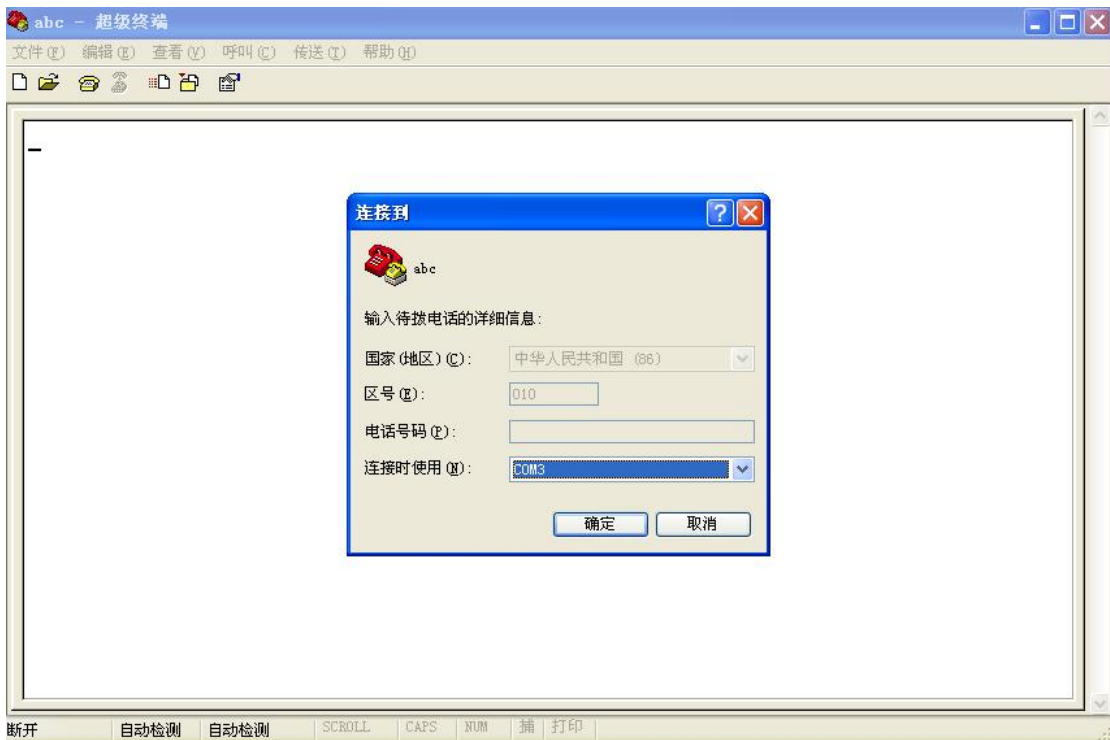 abc - 超级终端
文件(F) 编辑(E) 查看(V) 呼叫(C) 传送(T) 帮助(H)
连接到
abc
输入待拨电话的详细信息:
国家(地区)(C): 中华人民共和国 (86)
区号(E): 010
电话号码(P):
连接时使用(N): COM3
确定 取消
断开 自动检测 自动检测 SCROLL CAPS NUM 捕 打印